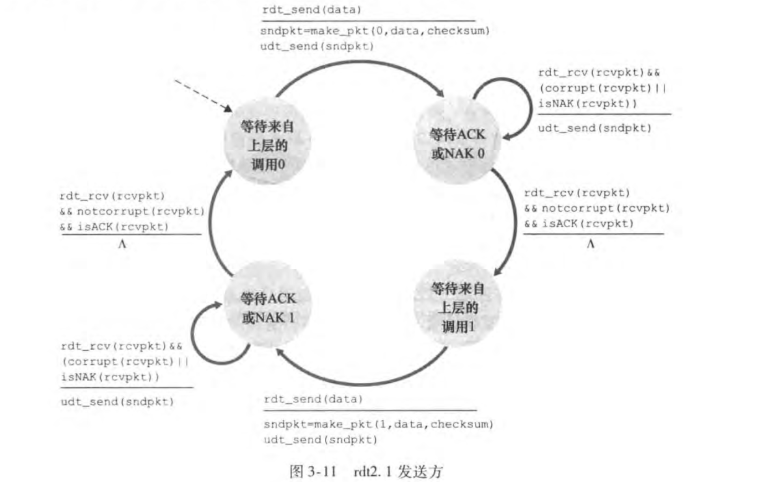 rdt_send(data)
sndpkt=make_pkt(0,data,checksum)
udt_send(sndpkt)
rdt_rcv(rcvpkt)&&
(corrupt(rcvpkt)||
isNAK(rcvpkt))
udt_send(sndpkt)
等待来自
上层的
调用0
等待ACK
或NAK 0
rdt_rcv(rcvpkt)
&& notcorrupt(rcvpkt)
&& isACK(rcvpkt)
Λ
rdt_rcv(rcvpkt)
&& notcorrupt(rcvpkt)
&& isACK(rcvpkt)
Λ
等待ACK
或NAK 1
等待来自
上层的
调用1
rdt_rcv(rcvpkt)&&
(corrupt(rcvpkt)||
isNAK(rcvpkt))
udt_send(sndpkt)
rdt_send(data)
sndpkt=make_pkt(1,data,checksum)
udt_send(sndpkt)
图 3-11 rdt2. 1 发送方